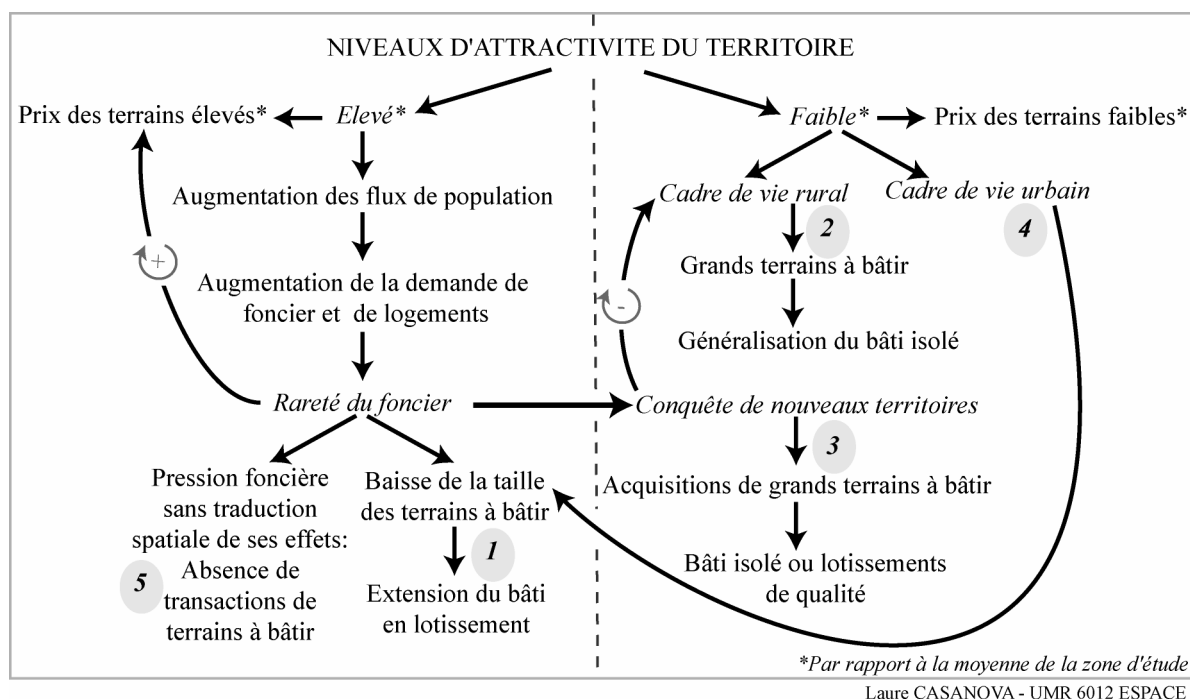 NIVEAUX D'ATTRACTIVITE DU TERRITOIRE
Prix des terrains élevés*
Elevé*
Faible*
Prix des terrains faibles*
Augmentation des flux de population
Cadre de vie rural
Cadre de vie urbain
2
4
+
Grands terrains à bâtir
Augmentation de la demande de
foncier et de logements
-
Généralisation du bâti isolé
Rareté du foncier
Conquête de nouveaux territoires
3
Pression foncière
sans traduction
spatiale de ses effets:
5
Absence de
transactions de
terrains à bâtir
Baisse de la taille
des terrains à bâtir
1
Extension du bâti
en lotissement
Acquisitions de grands terrains à bâtir
Bâti isolé ou lotissements
de qualité
*Par rapport à la moyenne de la zone d'étude
Laure CASANOVA - UMR 6012 ESPACE